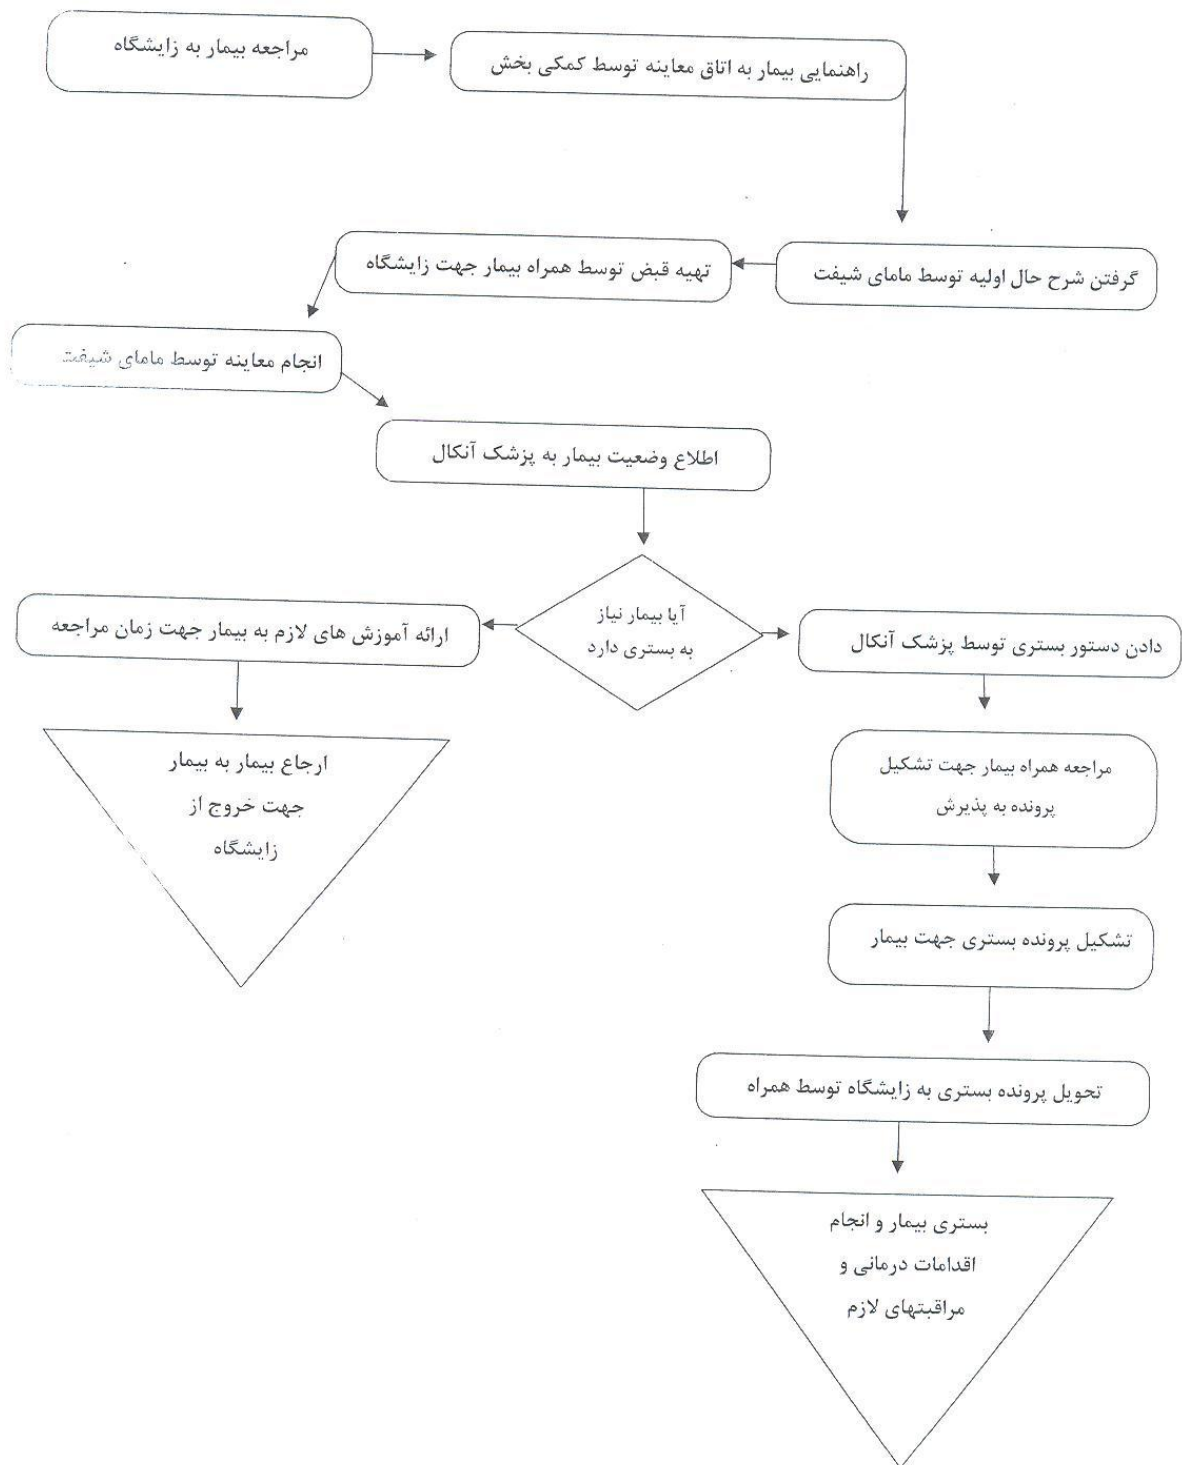 مراجعه بیمار به زایشگاه
راهنمایی بیمار به اتاق معاینه توسط کمکی بخش
گرفتن شرح حال اولیه توسط مامای شیفت
تهیه قبض توسط همراه بیمار جهت زایشگاه
انجام معاینه توسط مامای شیفت
اطلاع وضعیت بیمار به پزشک آنکال
آیا بیمار نیاز
به بستری دارد
دادن دستور بستری توسط پزشک آنکال
ارائه آموزش های لازم به بیمار جهت زمان مراجعه
مراجعه همراه بیمار جهت تشکیل
پرونده به پذیرش
ارجاع بیمار به بیمار
جهت خروج از
زایشگاه
تشکیل پرونده بستری جهت بیمار
تحویل پرونده بستری به زایشگاه توسط همراه
بستری بیمار و انجام
اقدامات درمانی و
مراقبتهای لازم